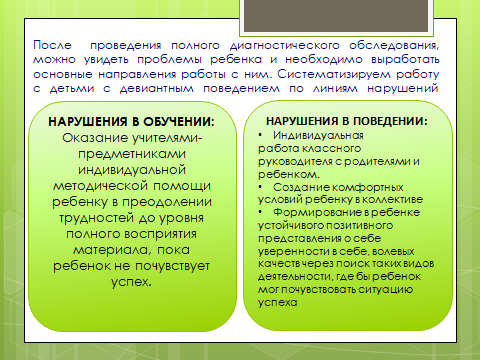 После проведения полного диагностического обследования,
можно увидеть проблемы ребенка и необходимо выработать
основные направления работы с ним. Систематизируем работу
с детьми с девиантным поведением по линиям нарушений
НАРУШЕНИЯ В ОБУЧЕНИИ:
Оказание учителями-
предметниками
индивидуальной
методической помощи
ребенку в преодолении
трудностей до уровня
полного восприятия
материала, пока
ребенок не почувствует
успех.
НАРУШЕНИЯ В ПОВЕДЕНИИ:
• Индивидуальная
работа классного
руководителя с родителями и
ребенком.
• Создание комфортных
условий ребенку в коллективе
• Формирование в ребенке
устойчивого позитивного
представления о себе
уверенности в себе, волевых
качеств через поиск таких видов
деятельности, где бы ребенок
мог почувствовать ситуацию
успеха